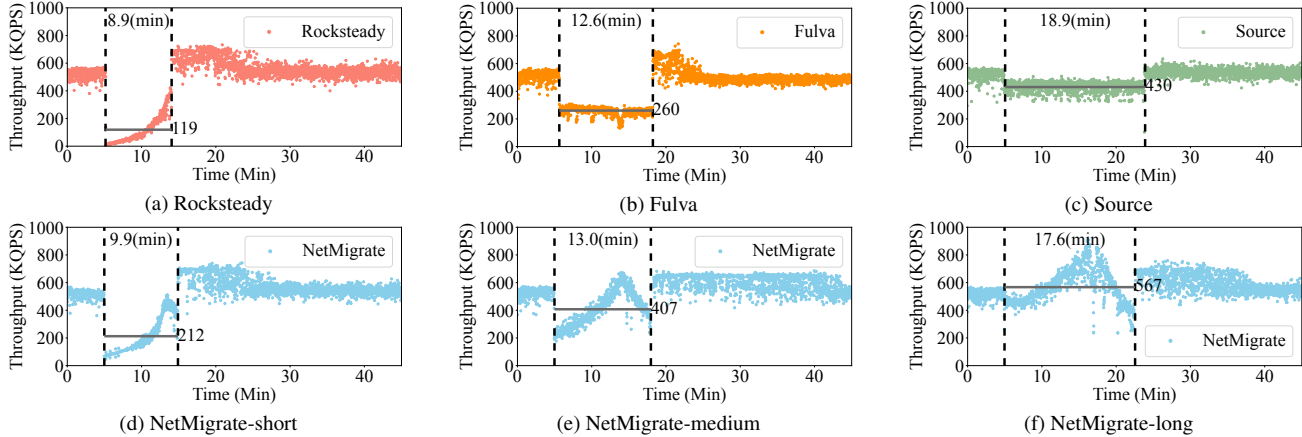 1000
800
600
400
200
0
Throughput (KQPS)
8.9(min)
Rocksteady
119
0 10 20 30 40
Time (Min)
(a) Rocksteady
1000
800
600
400
200
0
Throughput (KQPS)
12.6(min)
Fulva
260
0 10 20 30 40
Time (Min)
(b) Fulva
1000
800
600
400
200
0
Throughput (KQPS)
18.9(min)
Source
430
0 10 20 30 40
Time (Min)
(c) Source
1000
800
600
400
200
0
Throughput (KQPS)
9.9(min)
NetMigrate
212
0 10 20 30 40
Time (Min)
(d) NetMigrate-short
1000
800
600
400
200
0
Throughput (KQPS)
13.0(min)
NetMigrate
407
0 10 20 30 40
Time (Min)
(e) NetMigrate-medium
1000
800
600
400
200
0
Throughput (KQPS)
17.6(min)
567
NetMigrate
0 10 20 30 40
Time (Min)
(f) NetMigrate-long